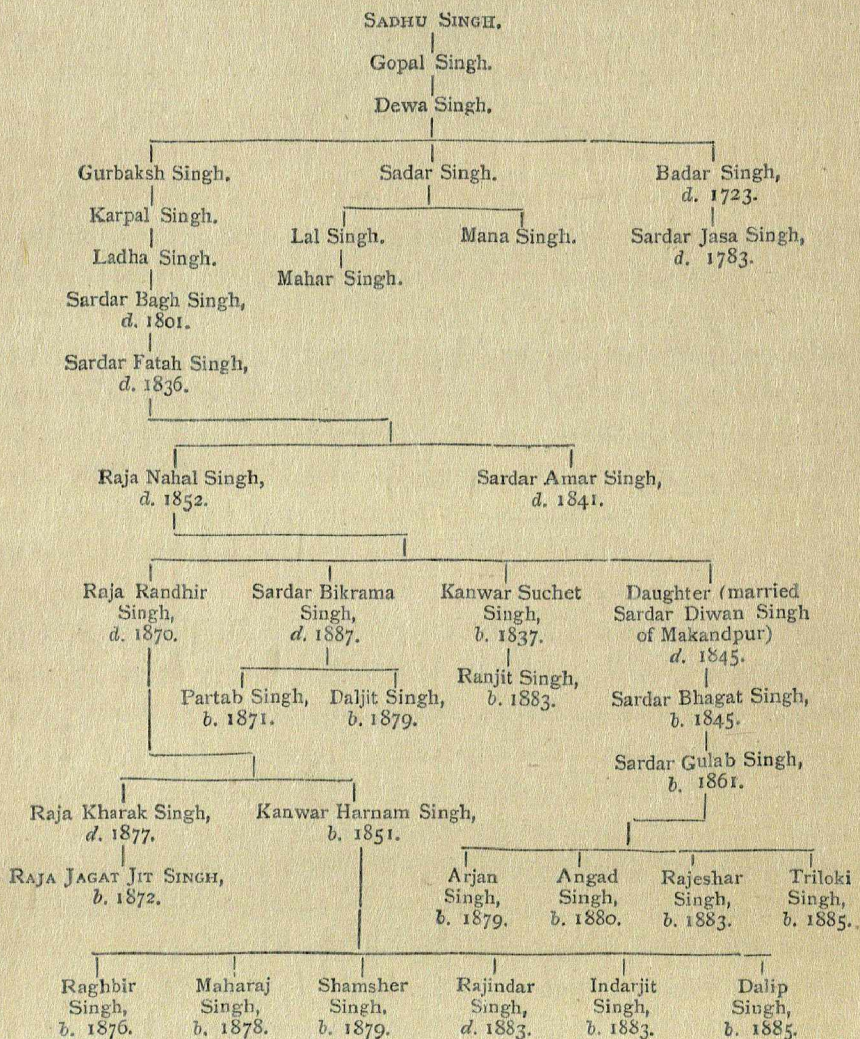 SADHU SINGH.
Gopal Singh.
Dewa Singh.
Gurbaksh Singh.
Sadar Singh.
Badar Singh,
d. 1723.
Karpal Singh.
Lal Singh.
Mana Singh.
Sardar Jasa Singh,
d. 1783.
Ladha Singh.
Mahar Singh.
Sardar Bagh Singh,
d. 1801.
Sardar Fatah Singh,
d. 1836.
Raja Nahal Singh,
d. 1852.
Sardar Amar Singh,
d. 1841.
Raja Randhir
Singh,
d. 1870.
Sardar Bikrama
Singh,
d. 1887.
Kanwar Suchet
Singh,
b. 1837.
Daughter (married
Sardar Diwan Singh
of Makandpur)
d. 1845.
Partab Singh,
b. 1871.
Daljit Singh,
b. 1879.
Ranjit Singh,
b. 1883.
Sardar Bhagat Singh,
b. 1845.
Sardar Gulab Singh,
b. 1861.
Raja Kharak Singh,
d. 1877.
Kanwar Harnam Singh,
b. 1851.
RAJA JAGAT JIT SINGH,
b. 1872.
Arjan
Singh,
b. 1879.
Angad
Singh,
b. 1880.
Rajeshar
Singh,
b. 1883.
Triloki
Singh,
b. 1885.
Raghbir
Singh,
b. 1876.
Maharaj
Singh,
b. 1878.
Shamsher
Singh.
b. 1879.
Rajindar
Singh,
d. 1883.
Indarjit
Singh,
b. 1883.
Dalip
Singh,
b. 1885.